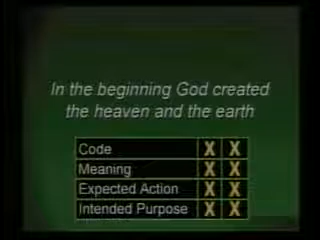 In the beginning God created
the heaven and the earth
Code X X
Meaning X X
Expected Action X X
Intended Purpose X X